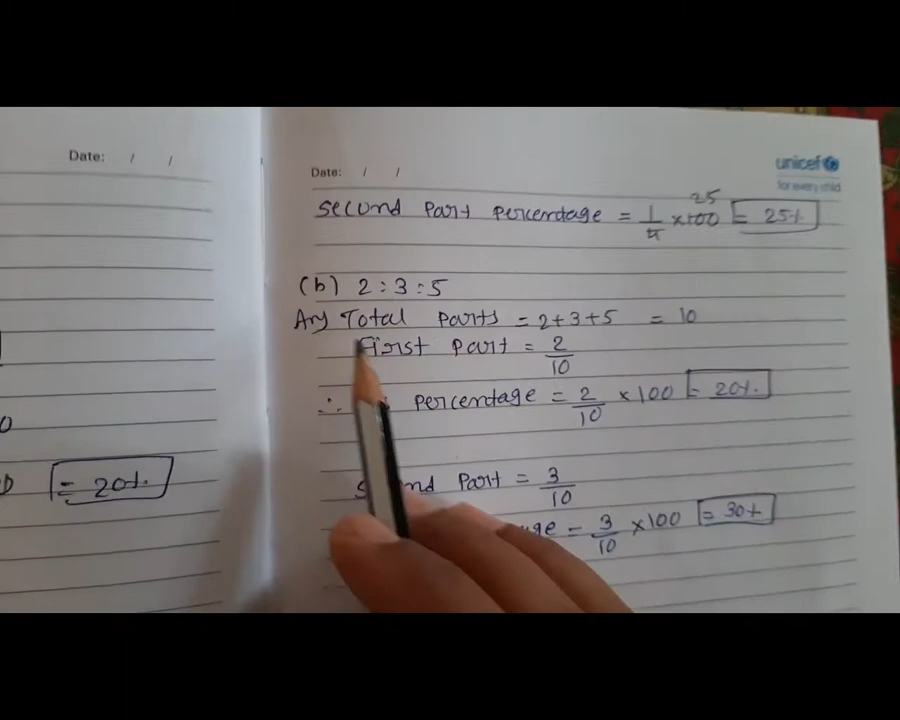 Date: / /
= 20%.
Date: / /
unicef
for every child
25
second Part Percentage = 1/4 ×100 = 25%
(b) 2:3:5
Ans Total Parts = 2+3+5 = 10
First Part = 2/10
∴ Percentage = 2/10 × 100 = 20%.
Part = 3/10
= 3/10 ×100 = 30%